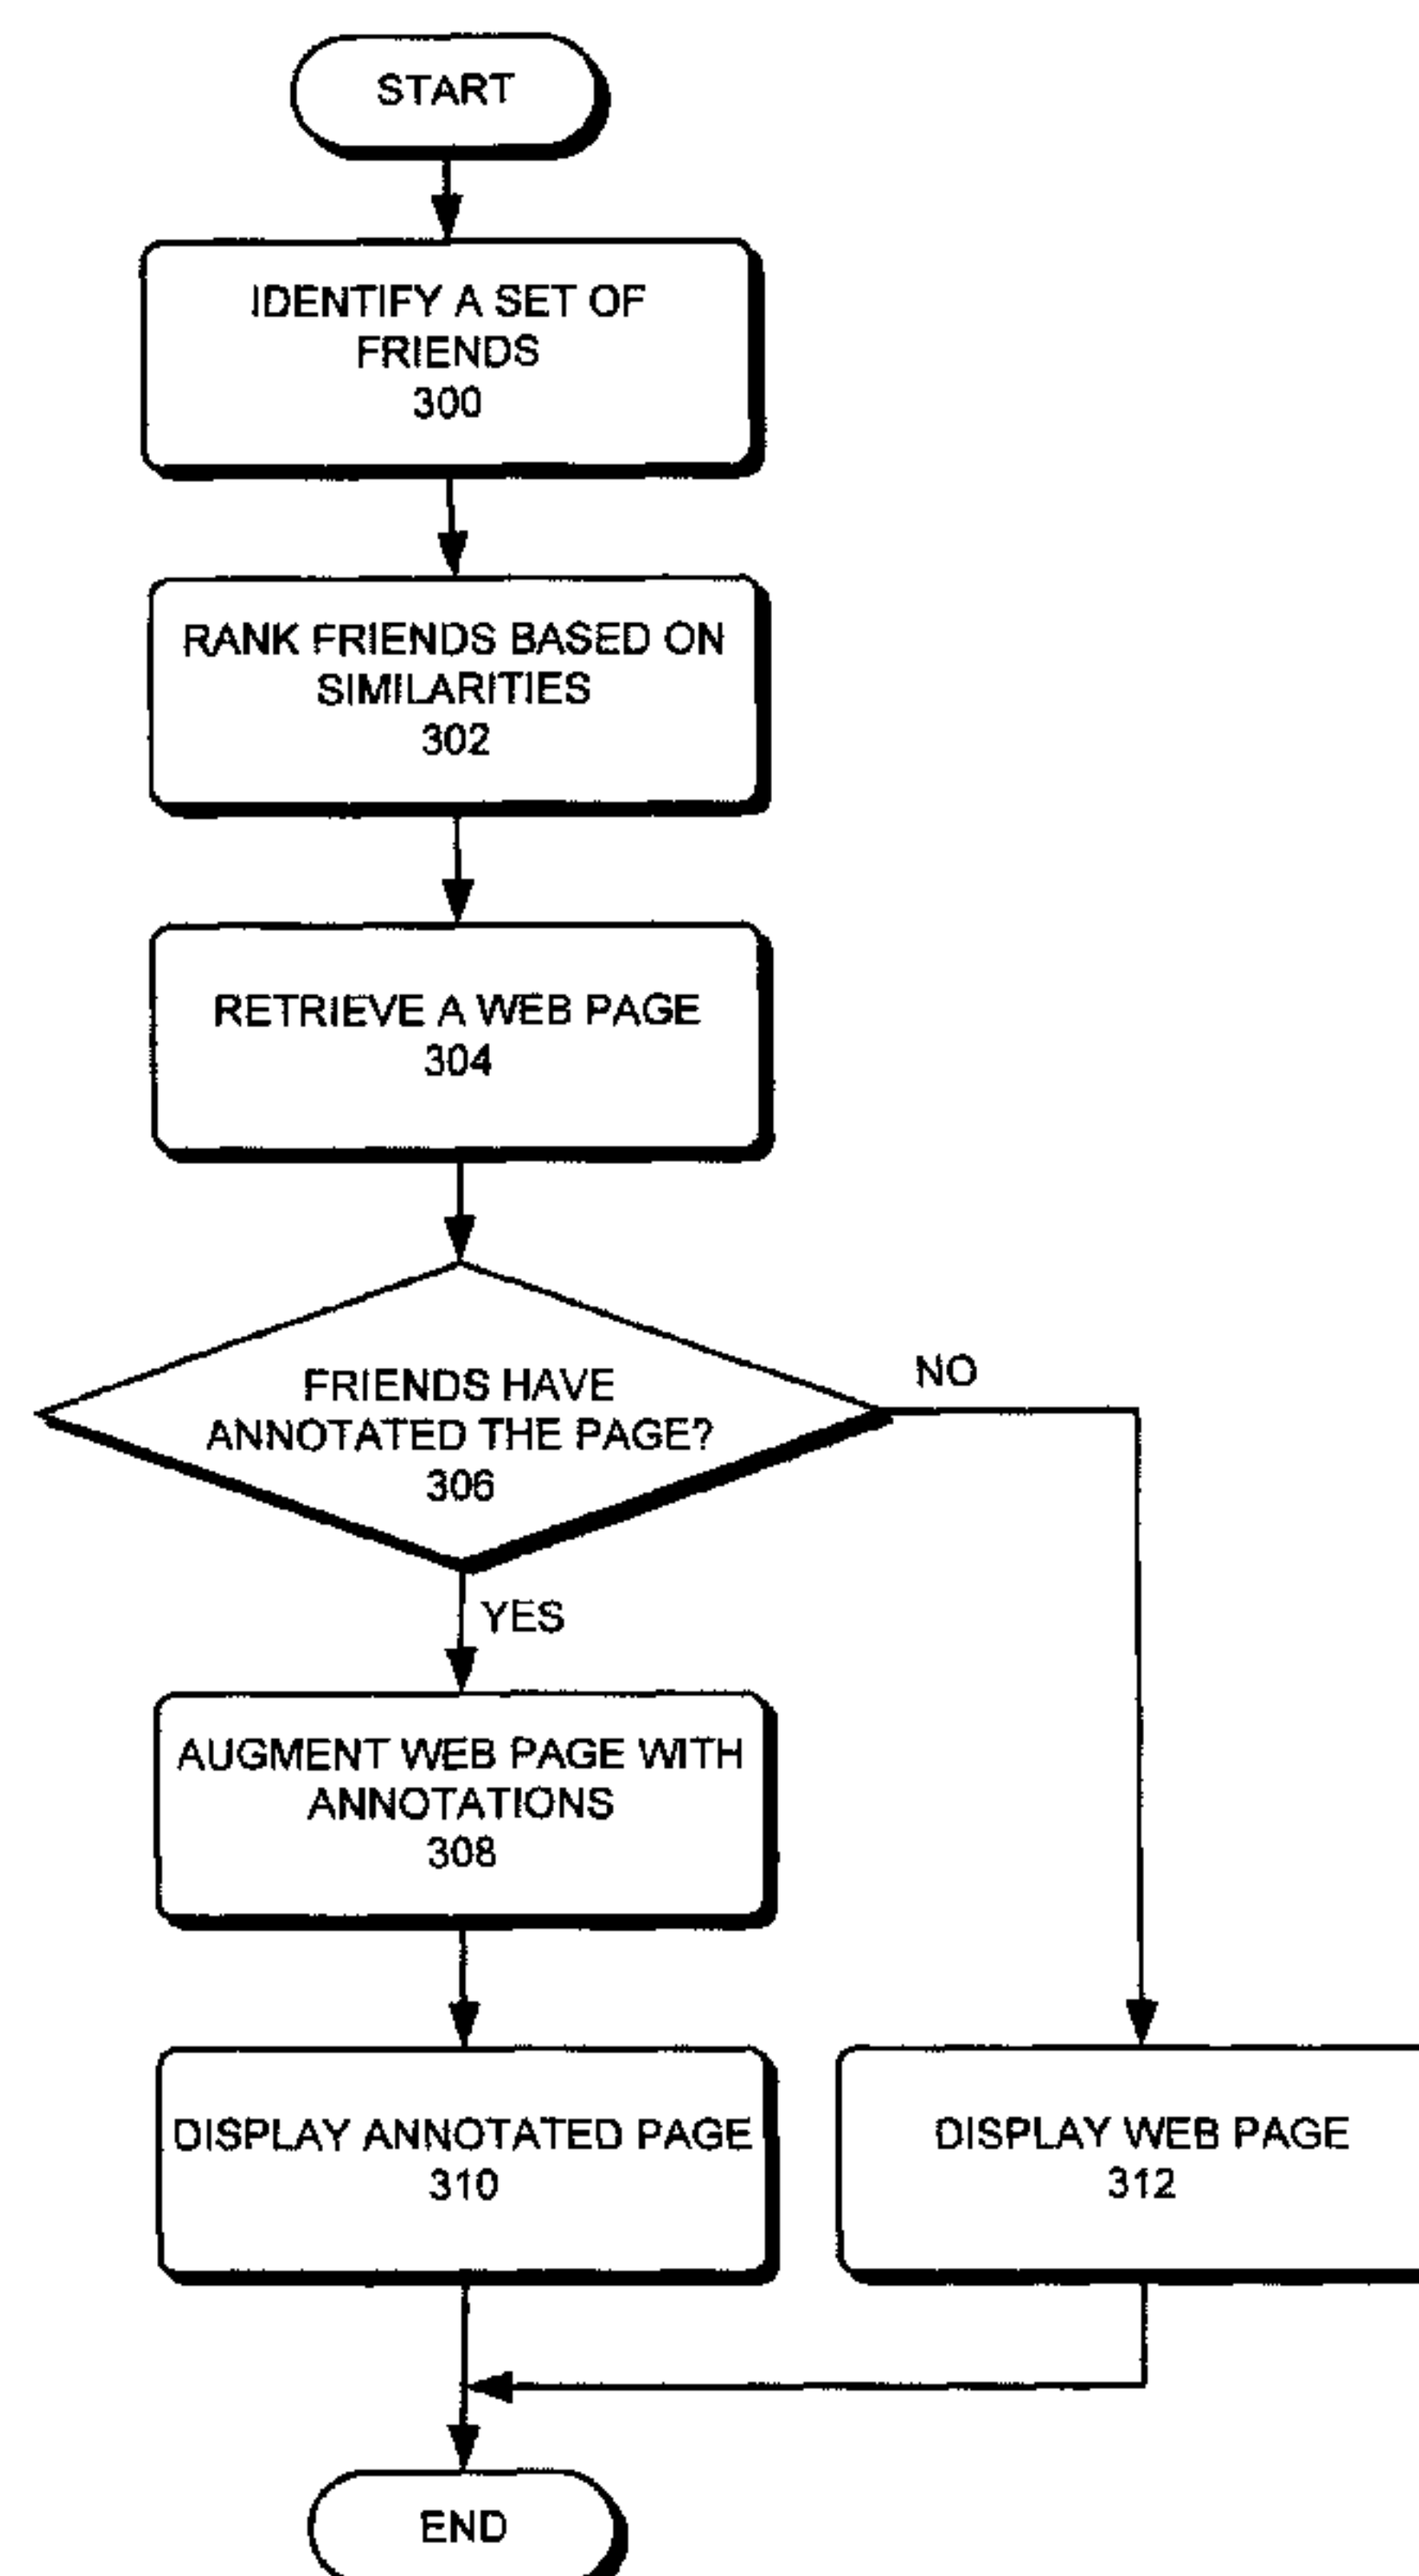 START
IDENTIFY A SET OF
FRIENDS
300
RANK FRIENDS BASED ON
SIMILARITIES
302
RETRIEVE A WEB PAGE
304
FRIENDS HAVE
ANNOTATED THE PAGE?
306
NO
YES
AUGMENT WEB PAGE WITH
ANNOTATIONS
308
DISPLAY ANNOTATED PAGE
310
DISPLAY WEB PAGE
312
END